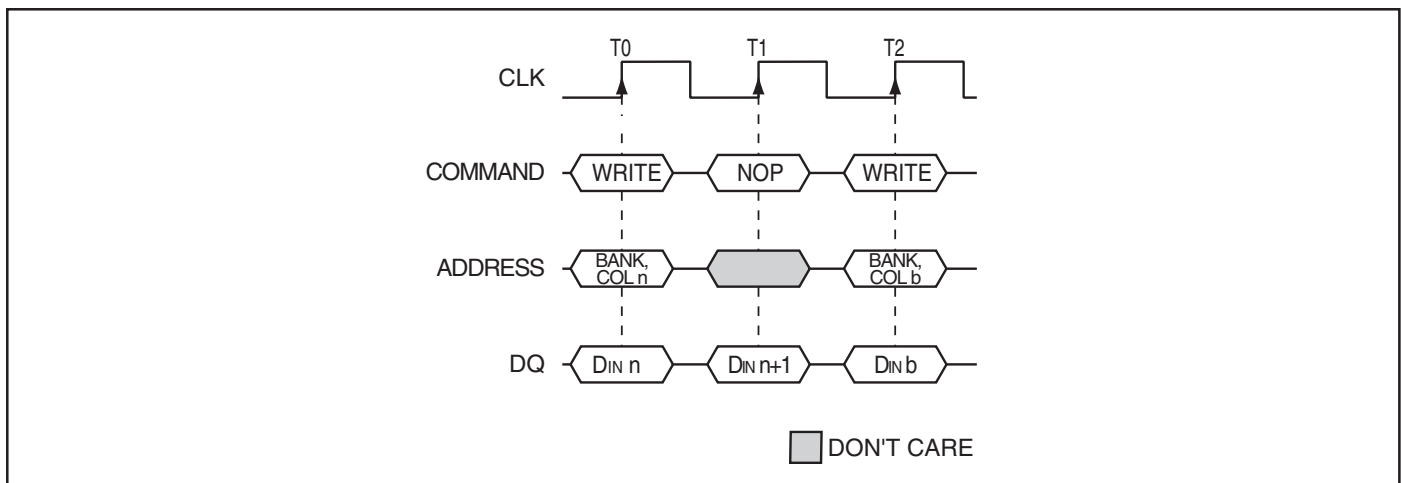 T0 T1 T2
CLK
COMMAND WRITE NOP WRITE
ADDRESS BANK, COL n BANK, COL b
DQ DIN n DIN n+1 DIN b
DON'T CARE